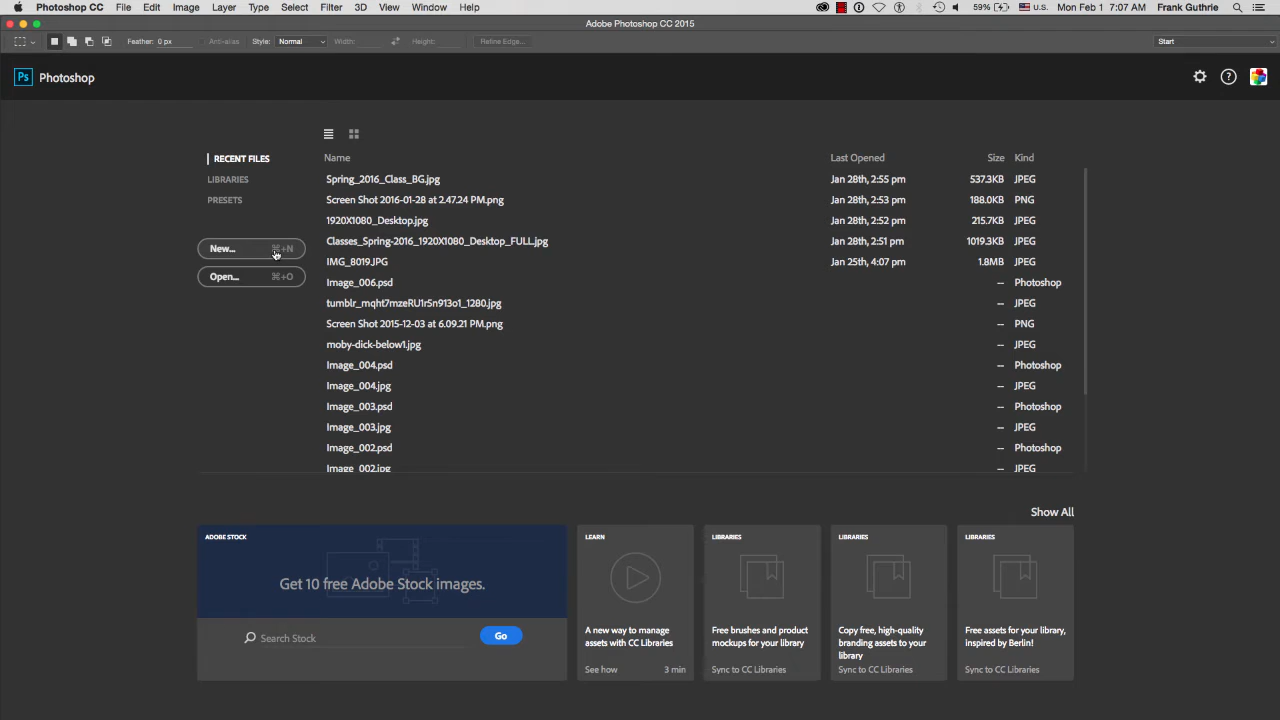 Photoshop CC File Edit Image Layer Type Select Filter 3D View Window Help U.S. 59% Mon Feb 1 7:07 AM Frank Guthrie
Adobe Photoshop CC 2015
Feather: 0 px Anti-alias Style: Normal Width: Height: Refine Edge... Start
Ps Photoshop
RECENT FILES
LIBRARIES
PRESETS
New... ⌘+N
Open... ⌘+O
Name Last Opened Size Kind
Spring_2016_Class_BG.jpg Jan 28th, 2:55 pm 537.3KB JPEG
Screen Shot 2016-01-28 at 2.47.24 PM.png Jan 28th, 2:53 pm 188.0KB PNG
1920X1080_Desktop.jpg Jan 28th, 2:52 pm 215.7KB JPEG
Classes_Spring-2016_1920X1080_Desktop_FULL.jpg Jan 28th, 2:51 pm 1019.3KB JPEG
IMG_8019.JPG Jan 25th, 4:07 pm 1.8MB JPEG
Image_006.psd -- Photoshop
tumblr_mqht7mzeRU1r5n913o1_1280.jpg -- JPEG
Screen Shot 2015-12-03 at 6.09.21 PM.png -- PNG
moby-dick-below1.jpg -- JPEG
Image_004.psd -- Photoshop
Image_004.jpg -- JPEG
Image_003.psd -- Photoshop
Image_003.jpg -- JPEG
Image_002.psd -- Photoshop
Image_002.jpg -- JPEG
Show All
ADOBE STOCK
Get 10 free Adobe Stock images.
Search Stock Go
LEARN
A new way to manage
assets with CC Libraries
See how 3 min
LIBRARIES
Free brushes and product
mockups for your library
Sync to CC Libraries
LIBRARIES
Copy free, high-quality
branding assets to your
library
Sync to CC Libraries
LIBRARIES
Free assets for your library,
inspired by Berlin!
Sync to CC Libraries